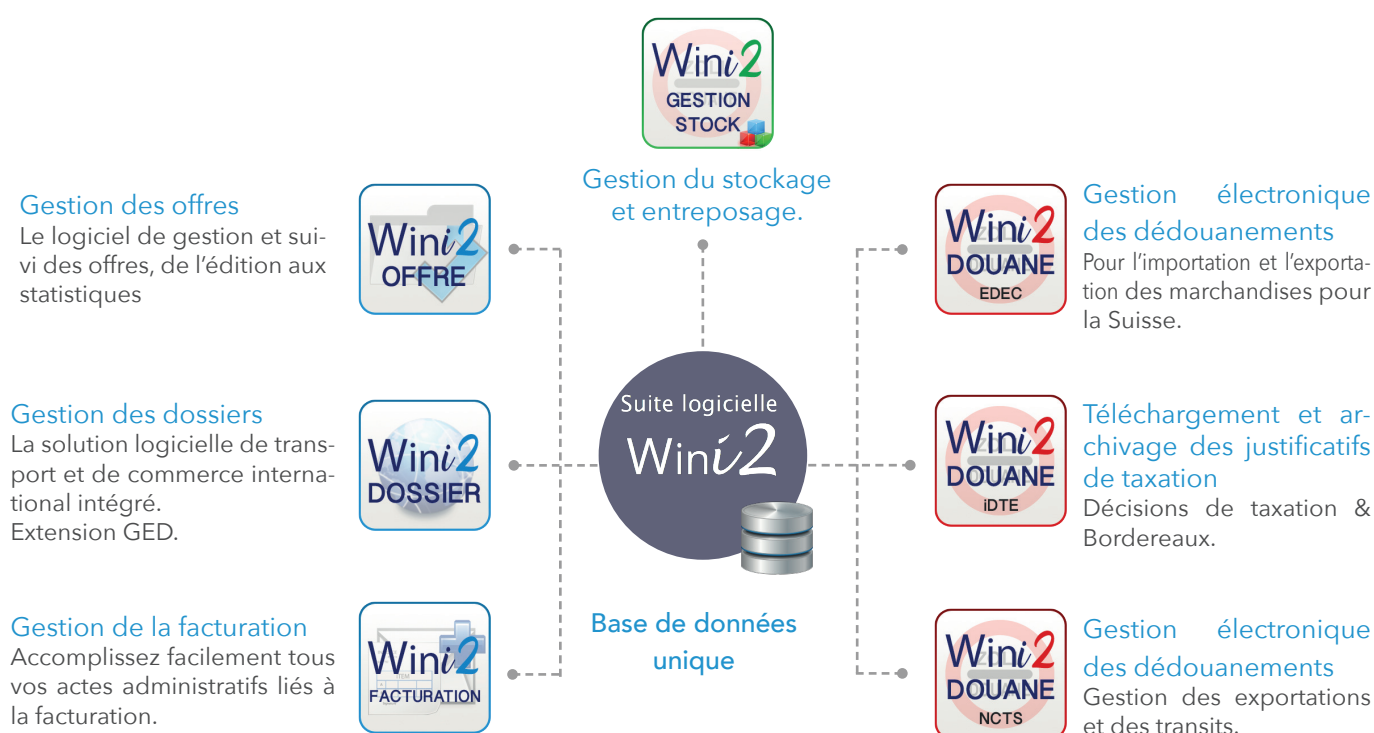 Wini2
GESTION
STOCK
Gestion du stockage
et entreposage.
Gestion des offres
Le logiciel de gestion et sui-
vi des offres, de l'édition aux
statistiques
Wini2
OFFRE
Gestion des dossiers
La solution logicielle de trans-
port et de commerce interna-
tional intégré.
Extension GED.
Wini2
DOSSIER
Gestion de la facturation
Accomplissez facilement tous
vos actes administratifs liés à
la facturation.
Wini2
FACTURATION
Suite logicielle
Wini2
Base de données
unique
Wini2
DOUANE
EDEC
Gestion électronique
des dédouanements
Pour l'importation et l'exporta-
tion des marchandises pour
la Suisse.
Wini2
DOUANE
iDTE
Téléchargement et ar-
chivage des justificatifs
de taxation
Décisions de taxation &
Bordereaux.
Wini2
DOUANE
NCTS
Gestion électronique
des dédouanements
Gestion des exportations
et des transits.